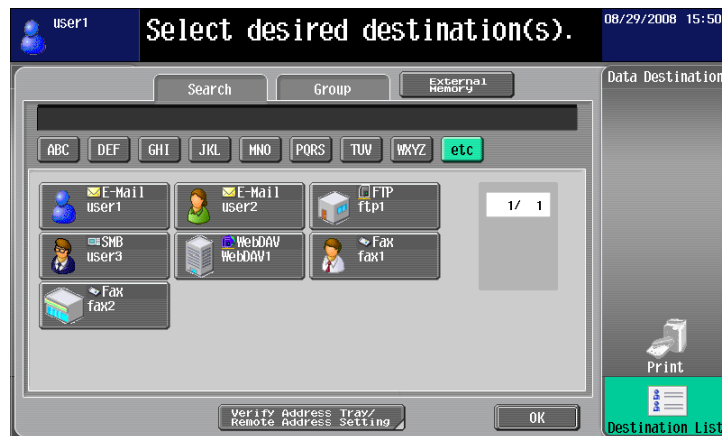 user1
Select desired destination(s).
08/29/2008 15:50
Search
Group
External
Memory
Data Destination
ABC DEF GHI JKL MNO PQRS TUV WXYZ etc
E-Mail
user1
E-Mail
user2
FTP
ftp1
1/ 1
SMB
user3
WebDAV
WebDAV1
Fax
fax1
Fax
fax2
Print
Verify Address Tray/
Remote Address Setting
OK
Destination List